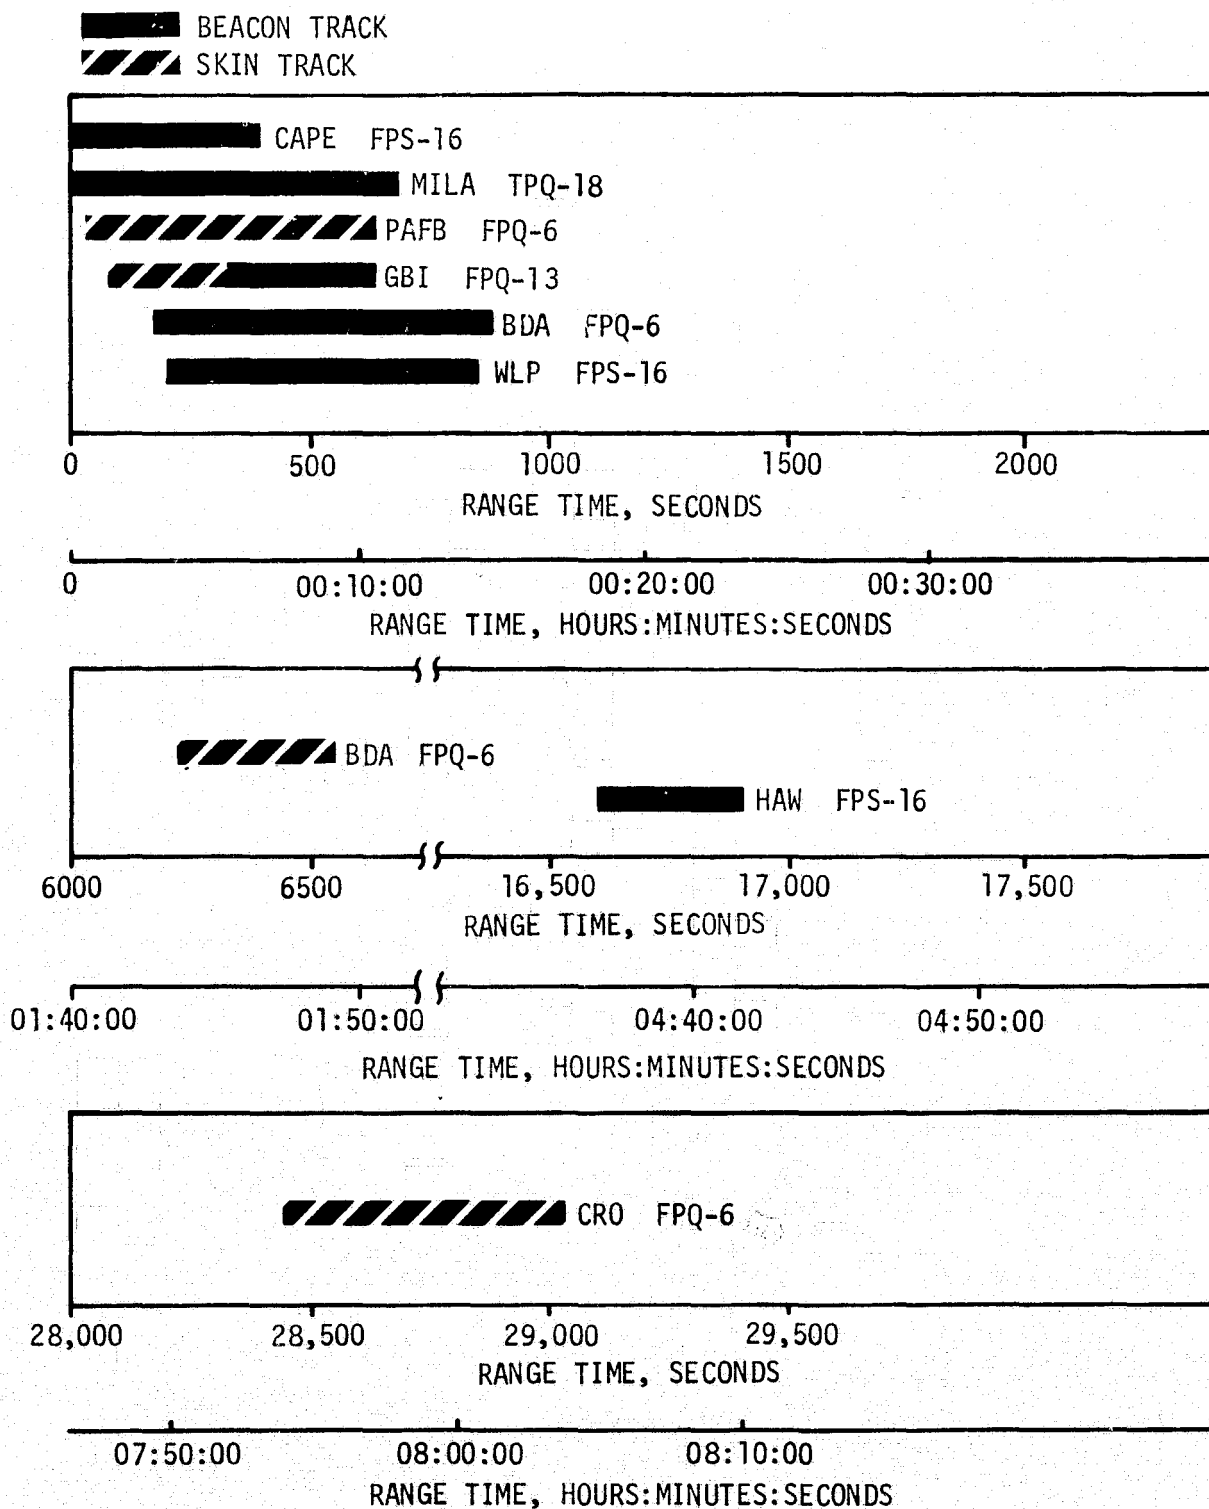 BEACON TRACK
SKIN TRACK
CAPE FPS-16
MILA TPQ-18
PAFB FPQ-6
GBI FPQ-13
BDA FPQ-6
WLP FPS-16
0 500 1000 1500 2000
RANGE TIME, SECONDS
0 00:10:00 00:20:00 00:30:00
RANGE TIME, HOURS:MINUTES:SECONDS
BDA FPQ-6
HAW FPS-16
6000 6500 16,500 17,000 17,500
RANGE TIME, SECONDS
01:40:00 01:50:00 04:40:00 04:50:00
RANGE TIME, HOURS:MINUTES:SECONDS
CRO FPQ-6
28,000 28,500 29,000 29,500
RANGE TIME, SECONDS
07:50:00 08:00:00 08:10:00
RANGE TIME, HOURS:MINUTES:SECONDS